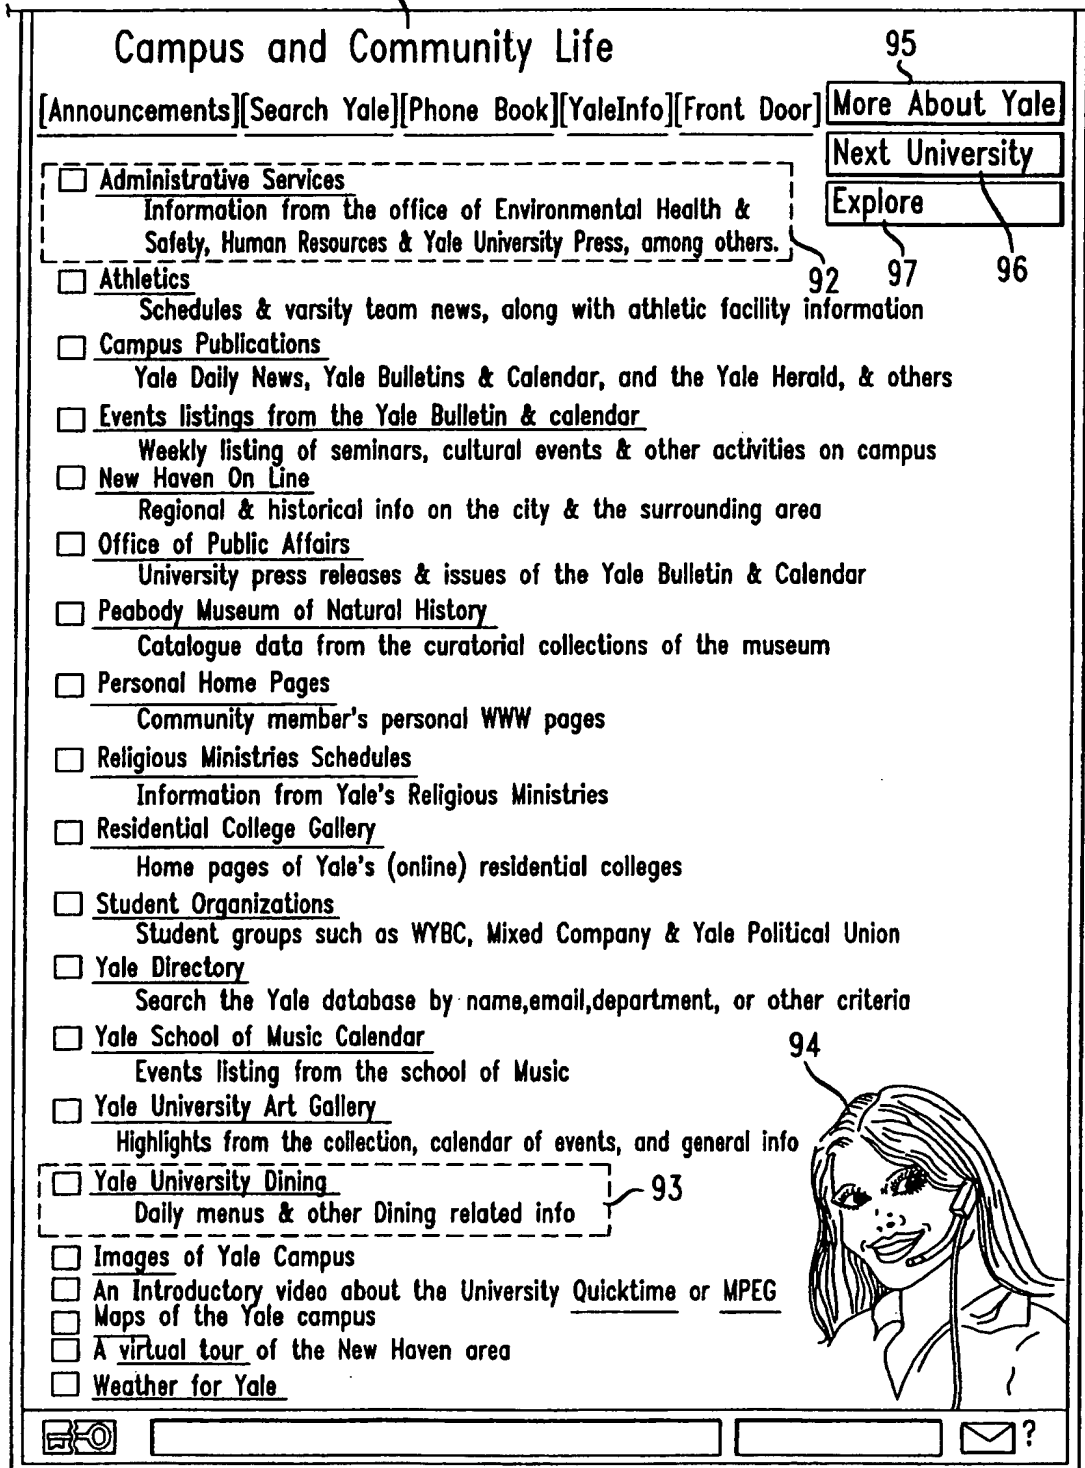 Campus and Community Life
95
[Announcements][Search Yale][Phone Book][YaleInfo][Front Door]
More About Yale
Next University
Explore
Administrative Services
Information from the office of Environmental Health &
Safety, Human Resources & Yale University Press, among others.
92
97
96
Athletics
Schedules & varsity team news, along with athletic facility information
Campus Publications
Yale Daily News, Yale Bulletins & Calendar, and the Yale Herald, & others
Events listings from the Yale Bulletin & calendar
Weekly listing of seminars, cultural events & other activities on campus
New Haven On Line
Regional & historical info on the city & the surrounding area
Office of Public Affairs
University press releases & issues of the Yale Bulletin & Calendar
Peabody Museum of Natural History
Catalogue data from the curatorial collections of the museum
Personal Home Pages
Community member's personal WWW pages
Religious Ministries Schedules
Information from Yale's Religious Ministries
Residential College Gallery
Home pages of Yale's (online) residential colleges
Student Organizations
Student groups such as WYBC, Mixed Company & Yale Political Union
Yale Directory
Search the Yale database by name,email,department, or other criteria
Yale School of Music Calendar
94
Events listing from the school of Music
Yale University Art Gallery
Highlights from the collection, calendar of events, and general info
Yale University Dining
93
Daily menus & other Dining related info
Images of Yale Campus
An Introductory video about the University Quicktime or MPEG
Maps of the Yale campus
A virtual tour of the New Haven area
Weather for Yale
?